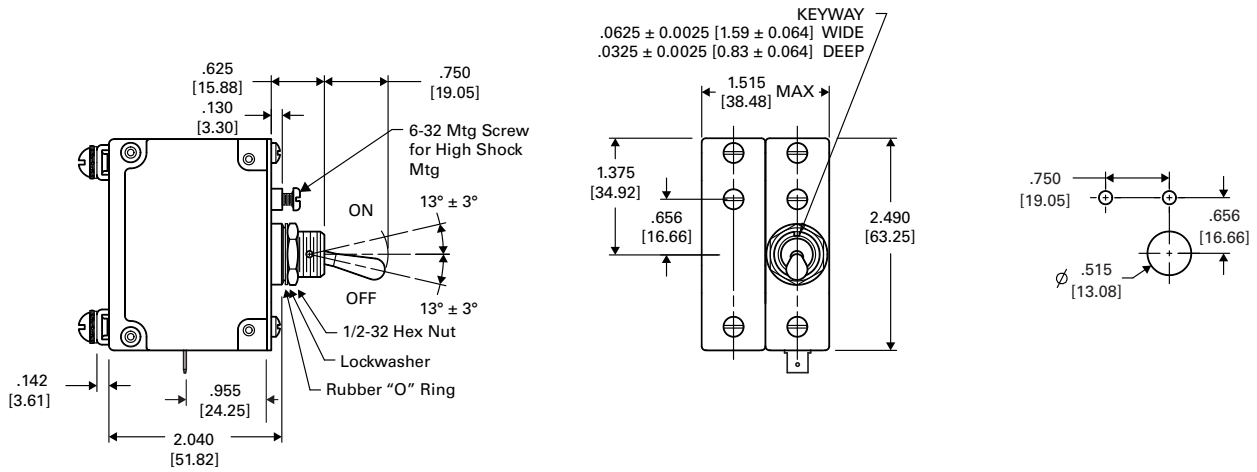 .625
[15.88]
.750
[19.05]
.130
[3.30]
6-32 Mtg Screw
for High Shock
Mtg
ON
13° ± 3°
OFF
13° ± 3°
1/2-32 Hex Nut
Lockwasher
Rubber “O” Ring
.142
[3.61]
.955
[24.25]
2.040
[51.82]
KEYWAY
.0625 ± 0.0025 [1.59 ± 0.064] WIDE
.0325 ± 0.0025 [0.83 ± 0.064] DEEP
1.515
[38.48]
MAX
1.375
[34.92]
.656
[16.66]
2.490
[63.25]
.750
[19.05]
.656
[16.66]
Ø .515
[13.08]